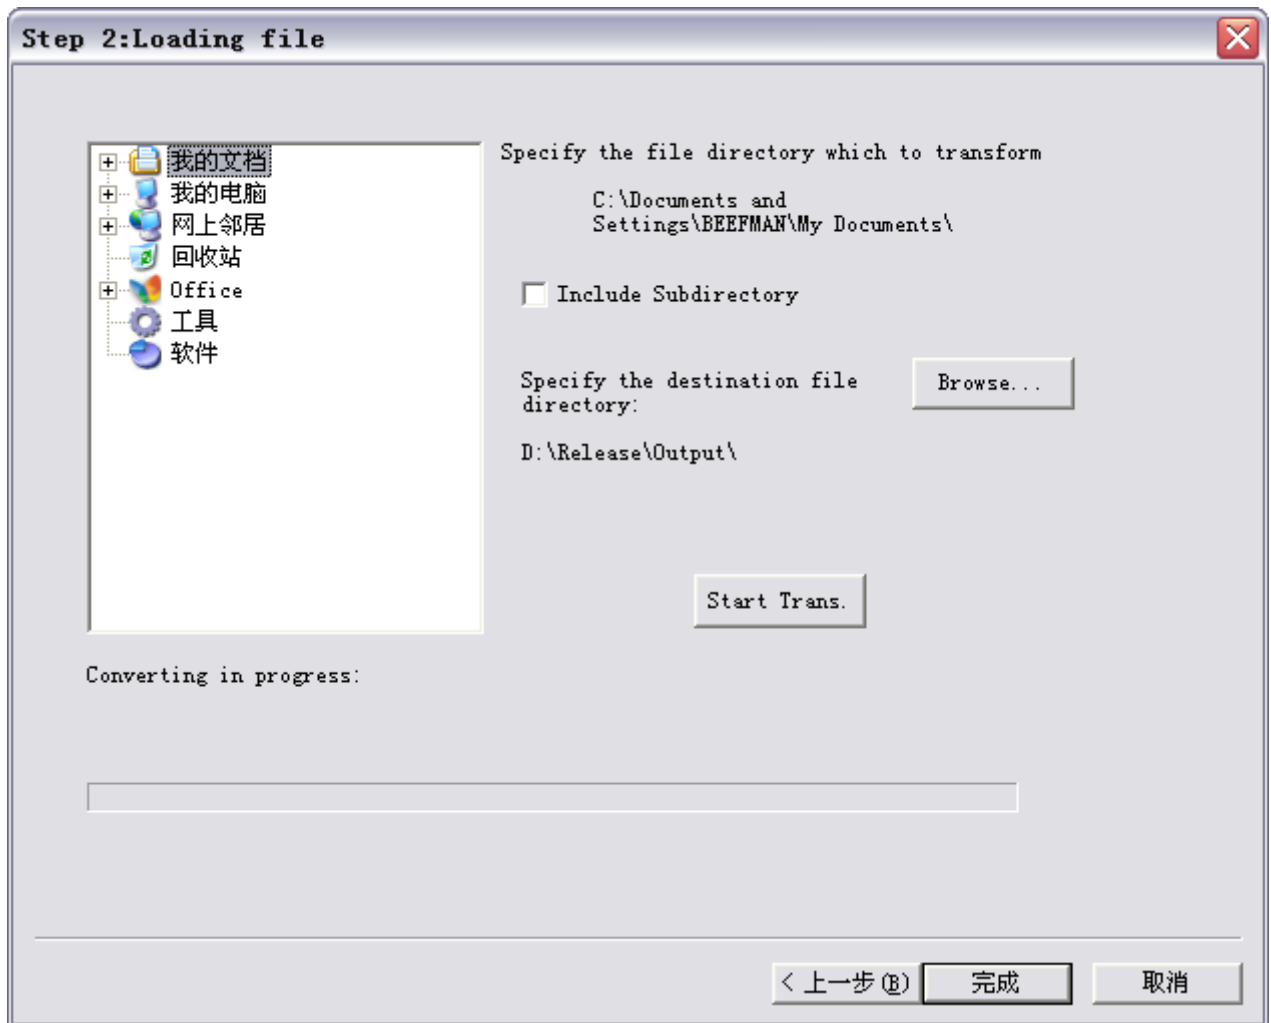 Step 2:Loading file
我的文档
我的电脑
网上邻居
回收站
Office
工具
软件
Specify the file directory which to transform
C:\Documents and
Settings\BEEFMAN\My Documents\
Include Subdirectory
Specify the destination file
directory:
Browse...
D:\Release\Output\
Start Trans.
Converting in progress:
< 上一步(B)
完成
取消